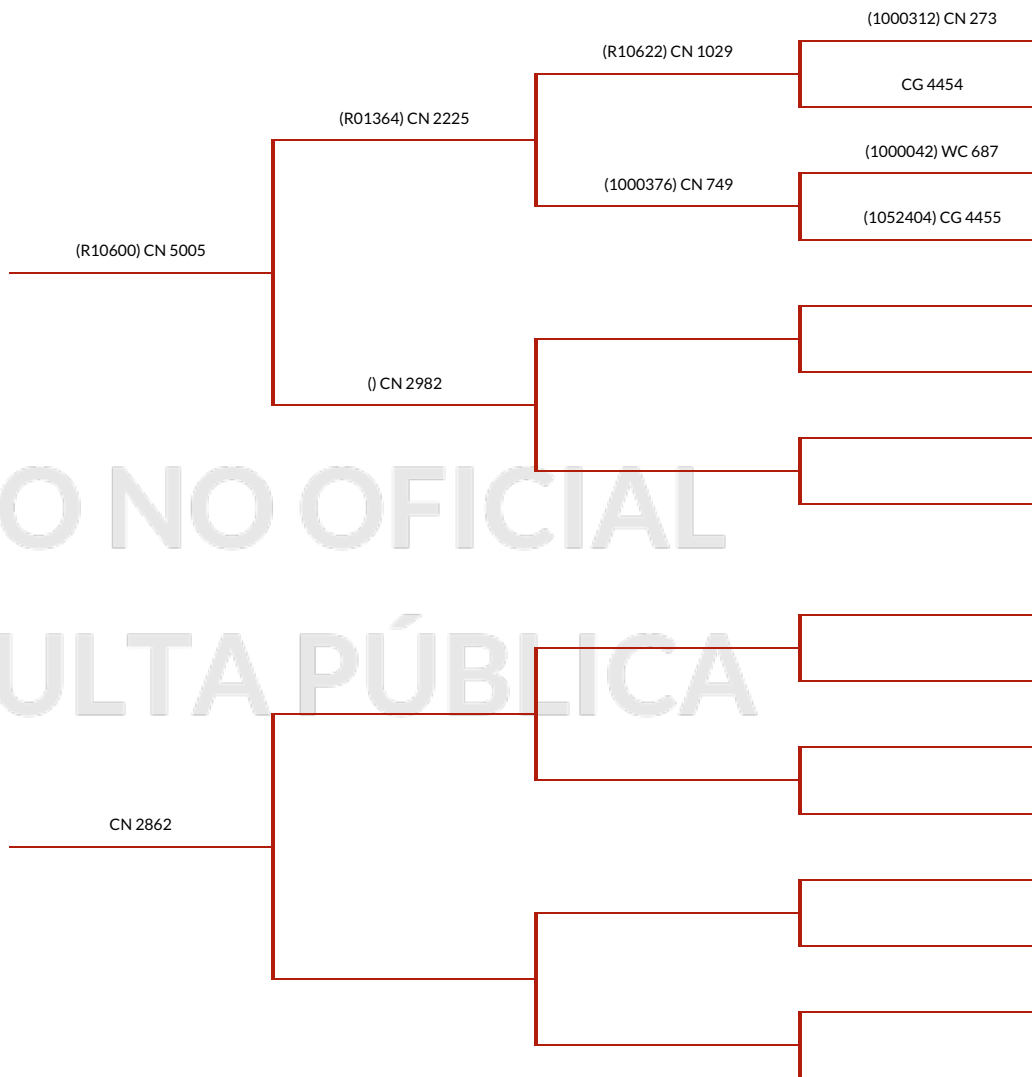 (1000312) CN 273
(R10622) CN 1029
CG 4454
(R01364) CN 2225
(1000042) WC 687
(1000376) CN 749
(1052404) CG 4455
(R10600) CN 5005
() CN 2982
O NO OFICIAL
ULTA PÚBLICA
CN 2862